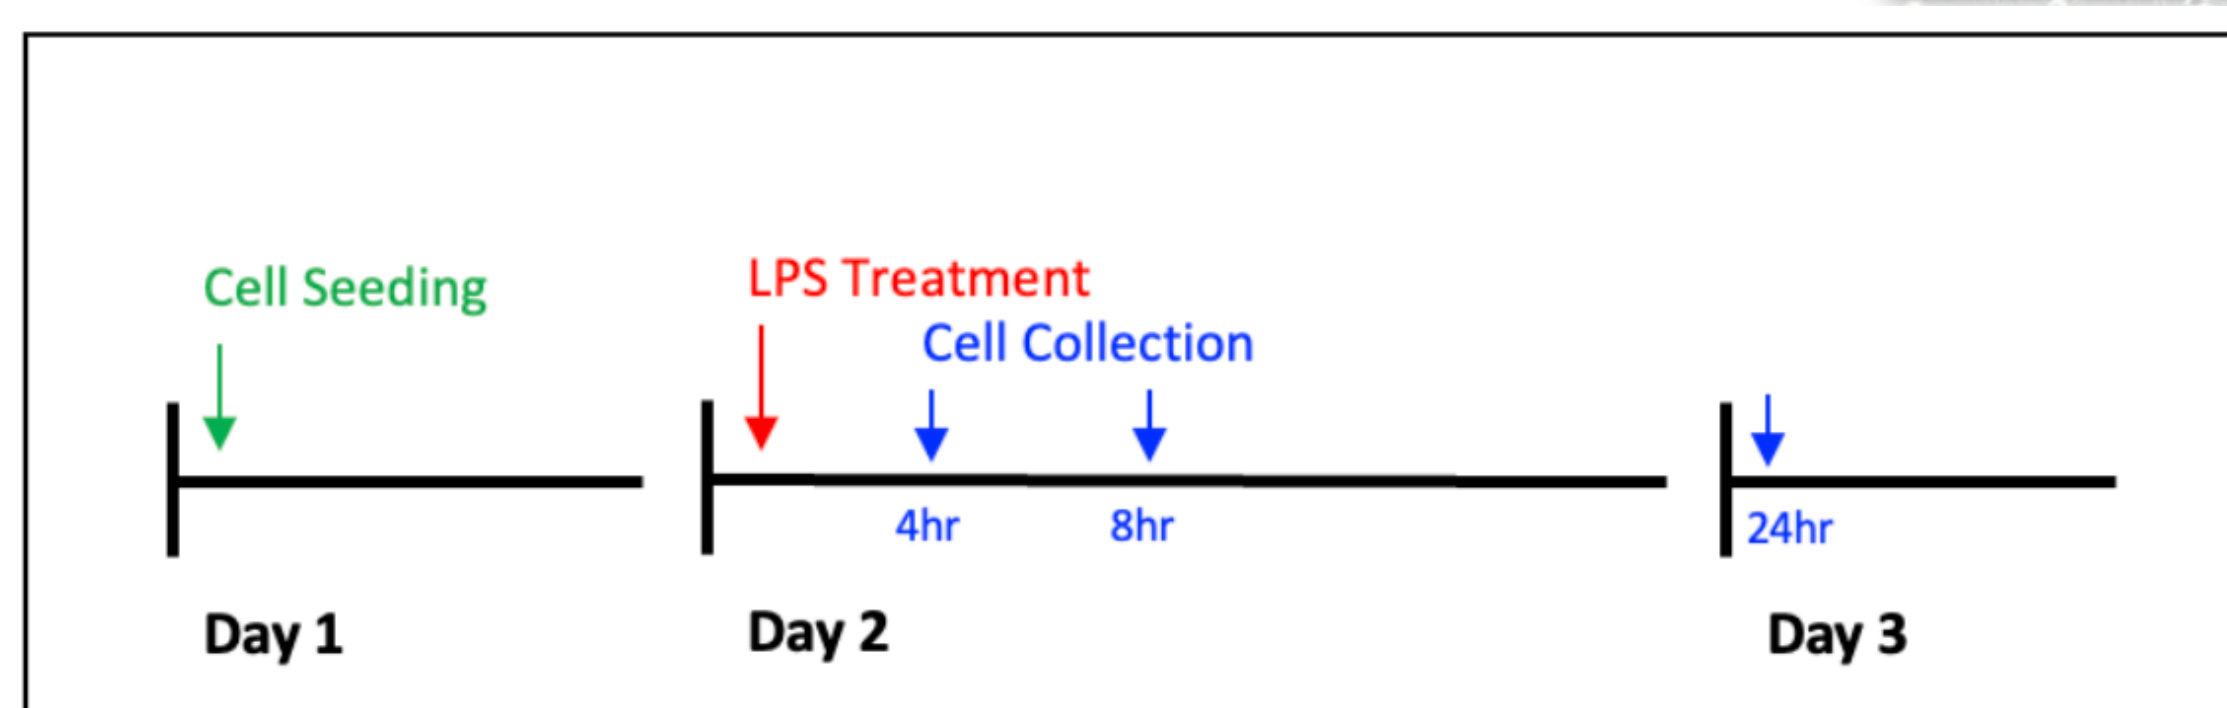 Cell Seeding
LPS Treatment
Cell Collection
4hr
8hr
24hr
Day 1
Day 2
Day 3